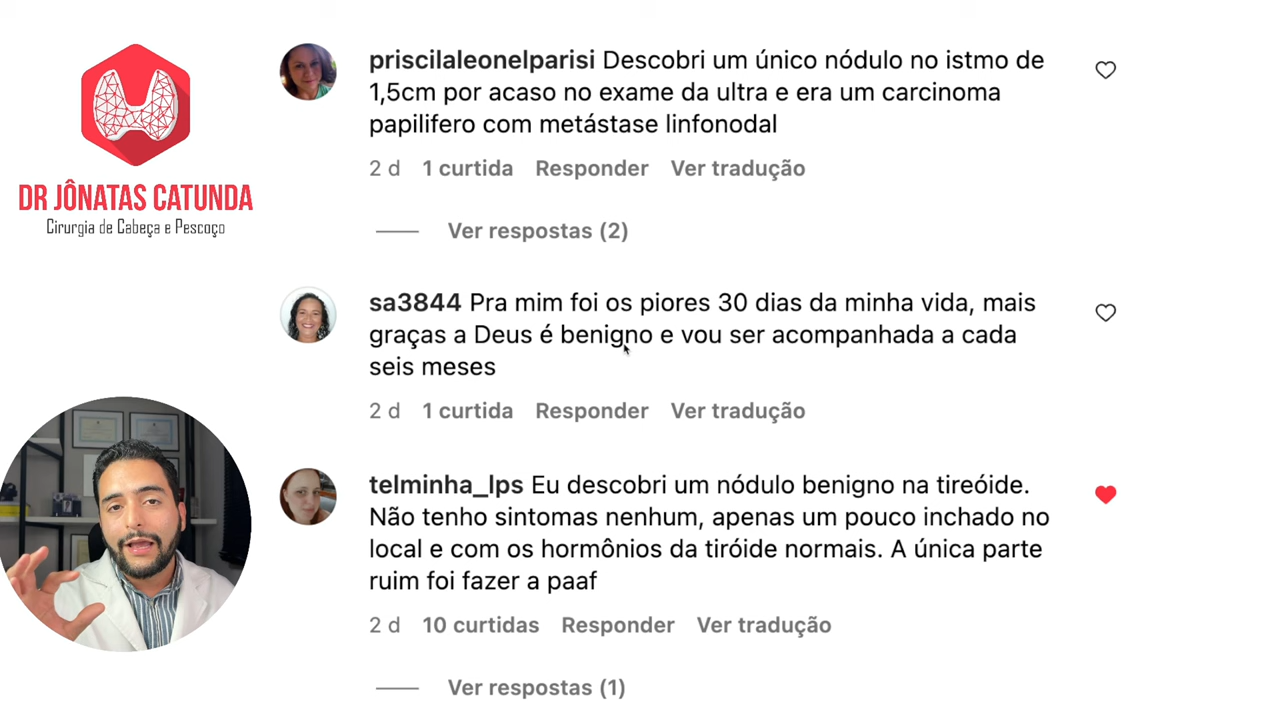 DR JÔNATAS CATUNDA
Cirurgia de Cabeça e Pescoço
priscilaleonelparisi Descobri um único nódulo no istmo de
1,5cm por acaso no exame da ultra e era um carcinoma
papilifero com metástase linfonodal
2 d 1 curtida Responder Ver tradução
Ver respostas (2)
sa3844 Pra mim foi os piores 30 dias da minha vida, mais
graças a Deus é benigno e vou ser acompanhada a cada
seis meses
2 d 1 curtida Responder Ver tradução
telminha_lps Eu descobri um nódulo benigno na tireóide.
Não tenho sintomas nenhum, apenas um pouco inchado no
local e com os hormônios da tiróide normais. A única parte
ruim foi fazer a paaf
2 d 10 curtidas Responder Ver tradução
Ver respostas (1)